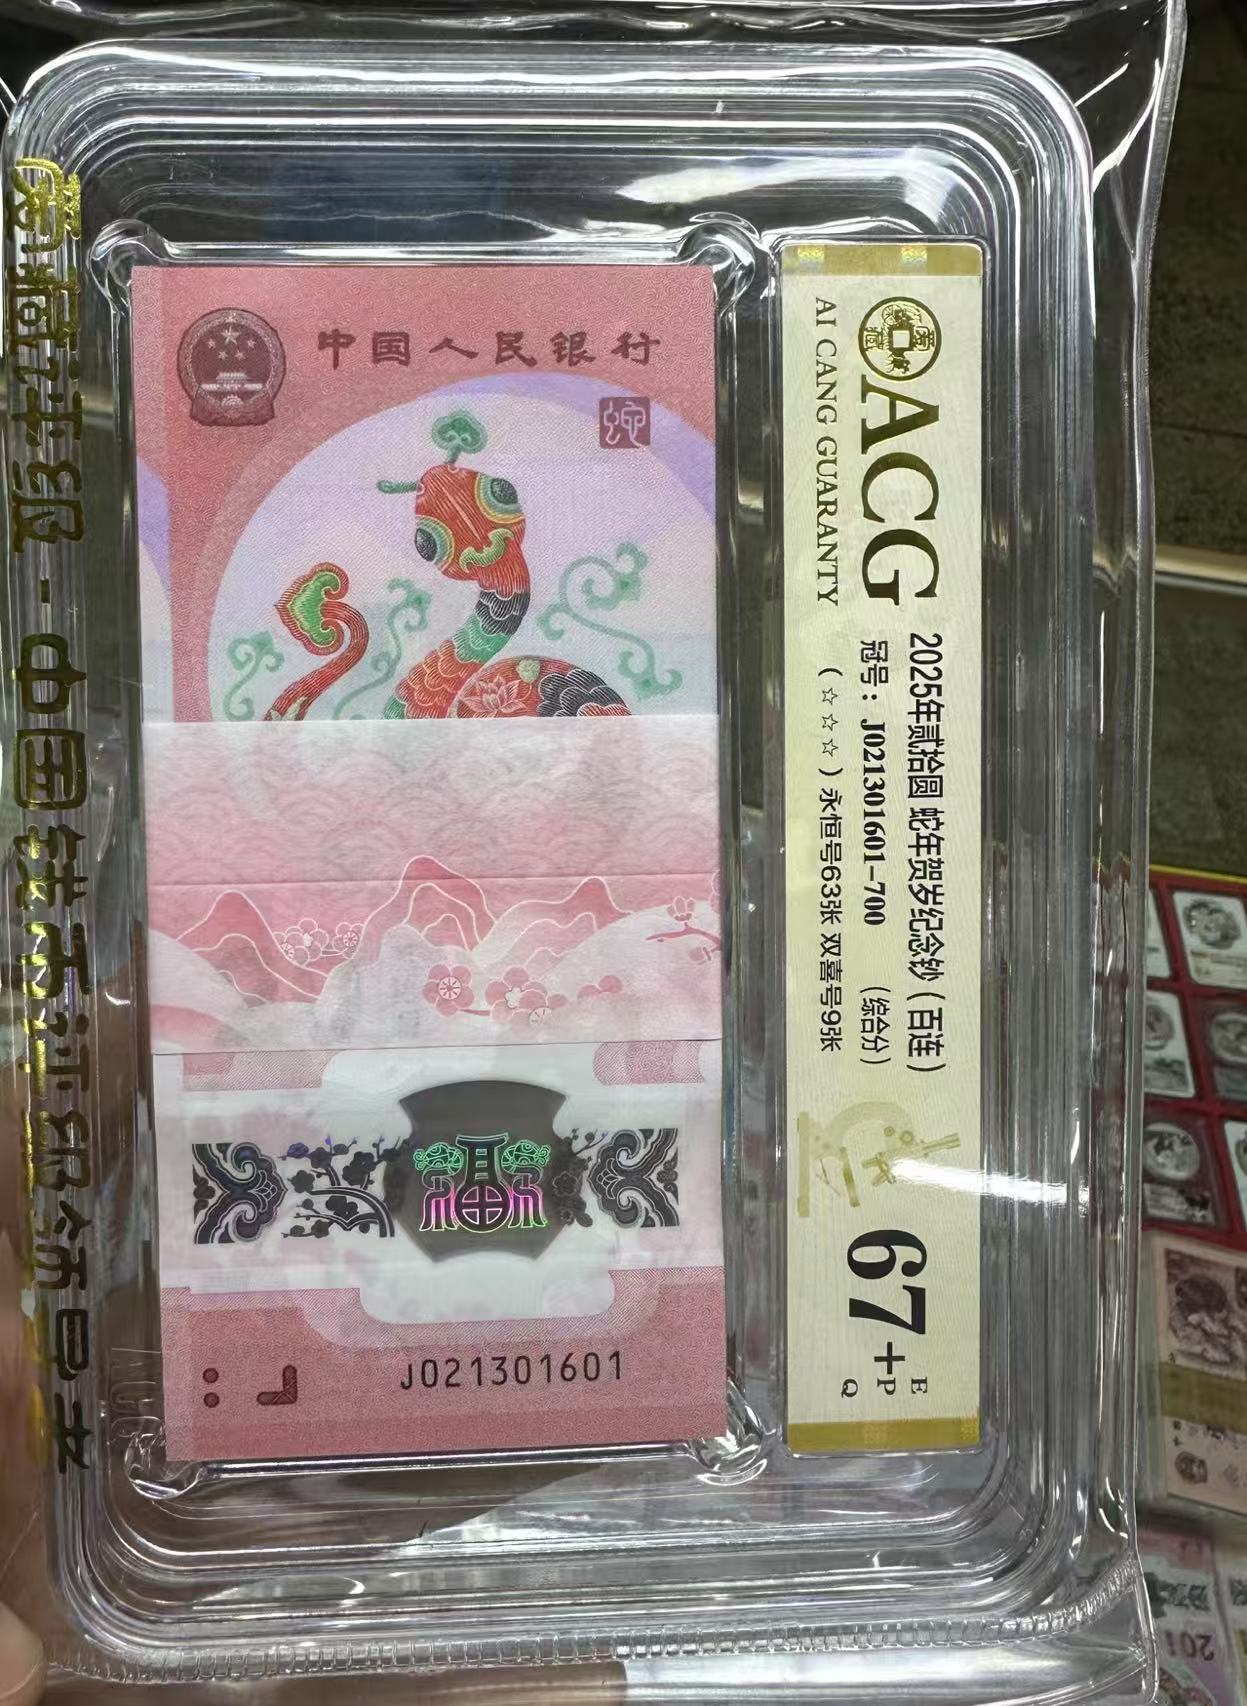 中国人民银行
蛇
J021301601
爱藏评级-中国钱币评级领导者
ACG
AI CANG GUARANTY
2025年贰拾圆 蛇年贺岁纪念钞（百连）
冠号：J021301601-700 （综合分）
（☆☆☆）永恒号63张 双喜号9张
67+
E
P
Q